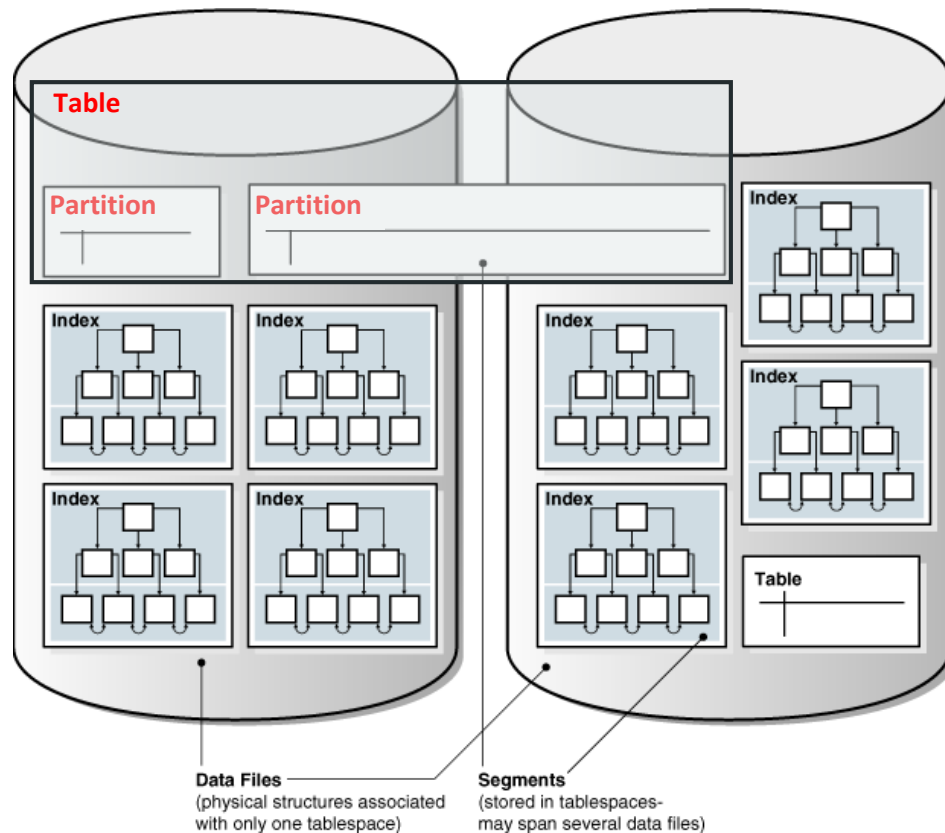 Table
Partition
Partition
Index
Index
Index
Index
Index
Index
Index
Index
Table
Data Files
(physical structures associated
with only one tablespace)
Segments
(stored in tablespaces-
may span several data files)